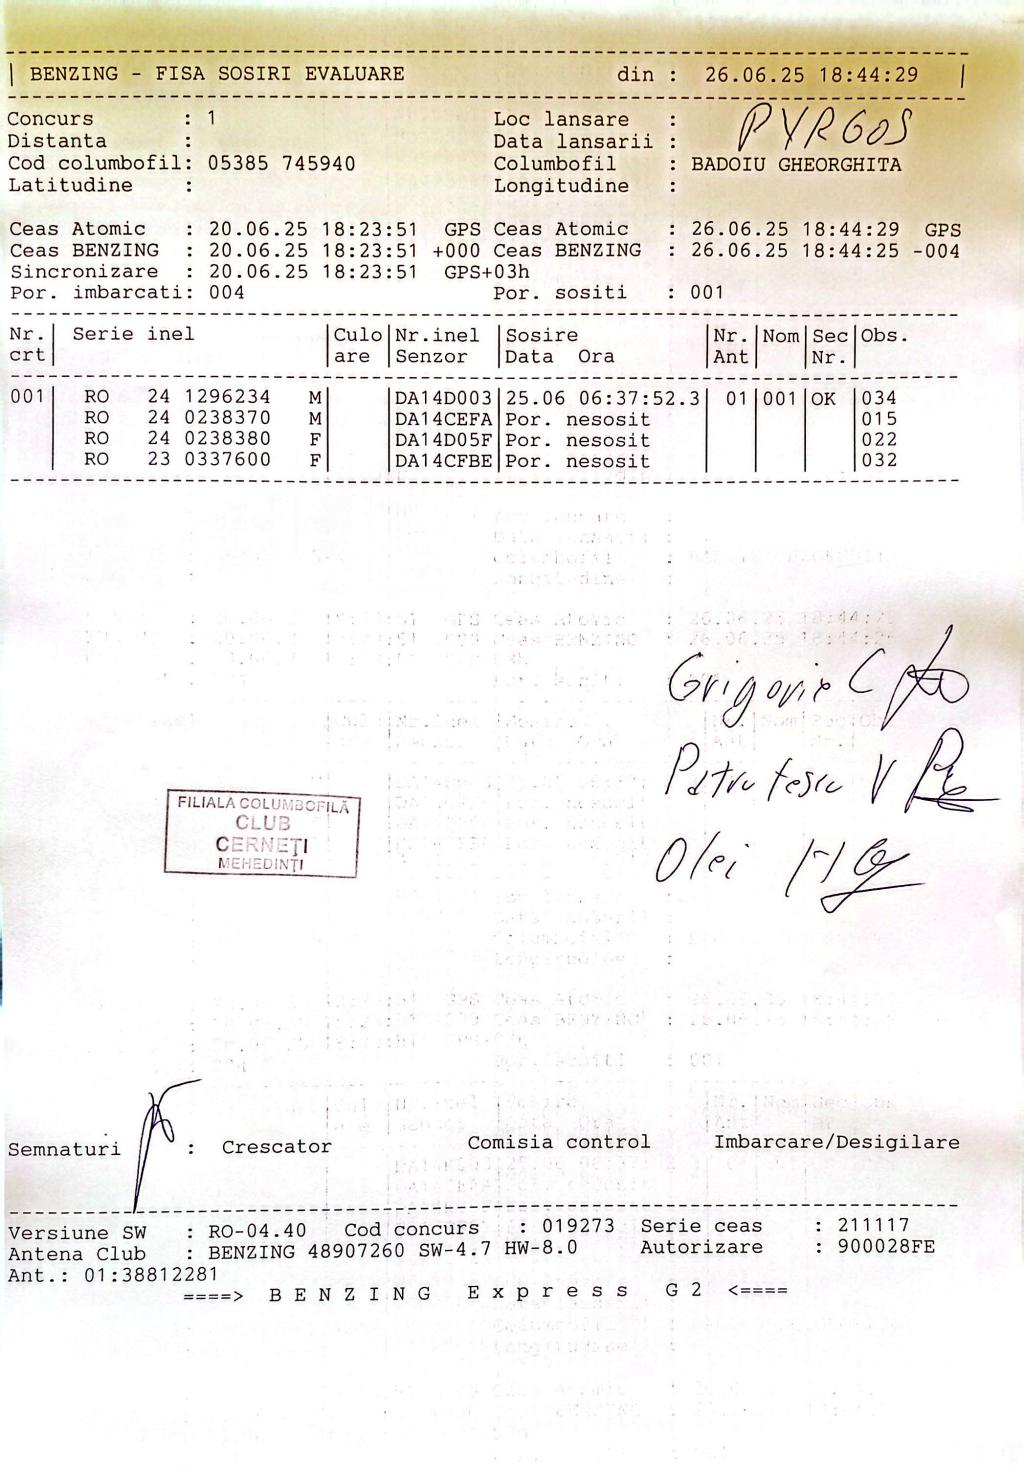 | BENZING - FISA SOSIRI EVALUARE din : 26.06.25 18:44:29 |
Concurs : 1 Loc lansare : PYRGOS
Distanta : Data lansarii :
Cod columbofil: 05385 745940 Columbofil : BADOIU GHEORGHITA
Latitudine : Longitudine :
Ceas Atomic : 20.06.25 18:23:51 GPS Ceas Atomic : 26.06.25 18:44:29 GPS
Ceas BENZING : 20.06.25 18:23:51 +000 Ceas BENZING : 26.06.25 18:44:25 -004
Sincronizare : 20.06.25 18:23:51 GPS+03h
Por. imbarcati: 004 Por. sositi : 001
Nr.| Serie inel |Culo|Nr.inel |Sosire |Nr.|Nom|Sec|Obs.
crt| |are |Senzor |Data Ora |Ant| |Nr.|
001| RO 24 1296234 M| |DA14D003|25.06 06:37:52.3| 01|001|OK |034
RO 24 0238370 M| |DA14CEFA|Por. nesosit | | | |015
RO 24 0238380 F| |DA14D05F|Por. nesosit | | | |022
RO 23 0337600 F| |DA14CFBE|Por. nesosit | | | |032
Grigorie C
Patrutescu V
Olei H
FILIALA COLUMBOFILĂ
CLUB
CERNEȚI
MEHEDINȚI
Semnaturi : Crescator Comisia control Imbarcare/Desigilare
Versiune SW : RO-04.40 Cod concurs : 019273 Serie ceas : 211117
Antena Club : BENZING 48907260 SW-4.7 HW-8.0 Autorizare : 900028FE
Ant.: 01:38812281
====> B E N Z I N G E x p r e s s G 2 <====